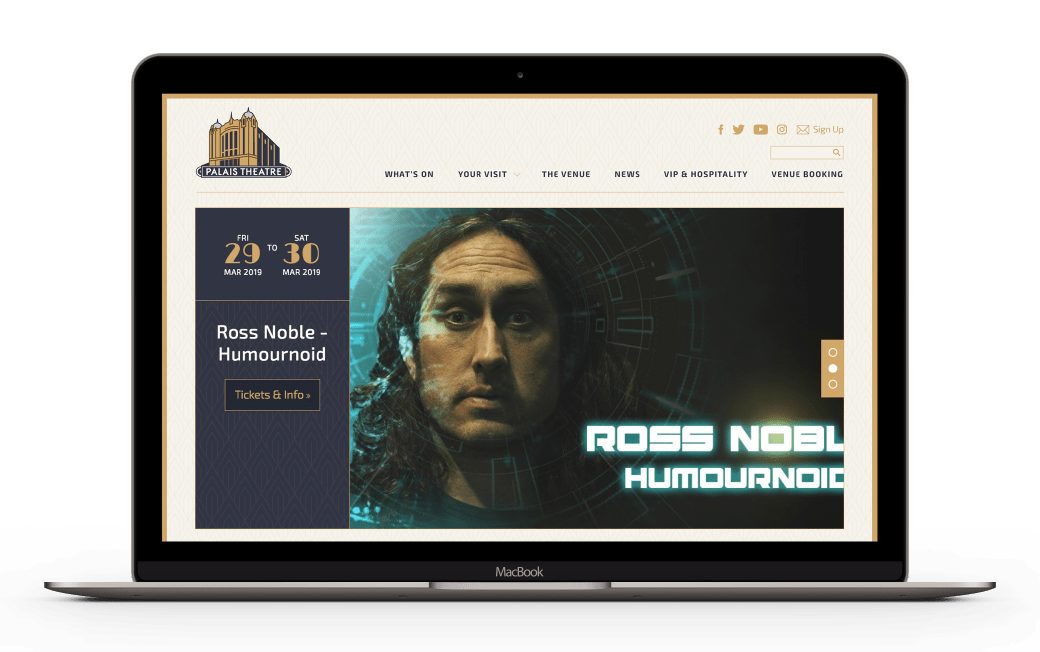 PALAIS THEATRE
Sign Up
WHAT'S ON
YOUR VISIT
THE VENUE
NEWS
VIP & HOSPITALITY
VENUE BOOKING
FRI
29
MAR 2019
TO
SAT
30
MAR 2019
Ross Noble -
Humournoid
Tickets & Info »
ROSS NOBL
HUMOURNOID
MacBook